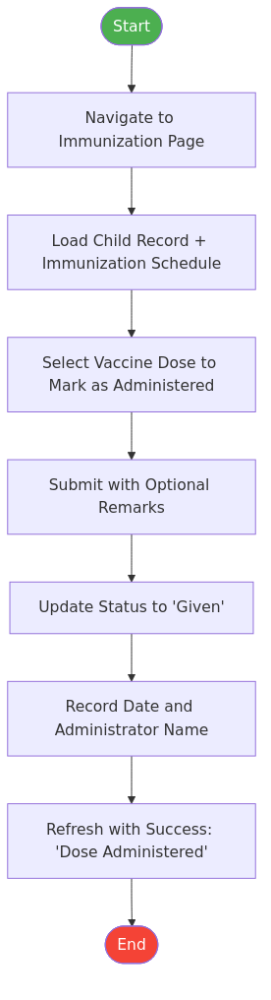 Start
Navigate to
Immunization Page
Load Child Record +
Immunization Schedule
Select Vaccine Dose to
Mark as Administered
Submit with Optional
Remarks
Update Status to 'Given'
Record Date and
Administrator Name
Refresh with Success:
'Dose Administered'
End